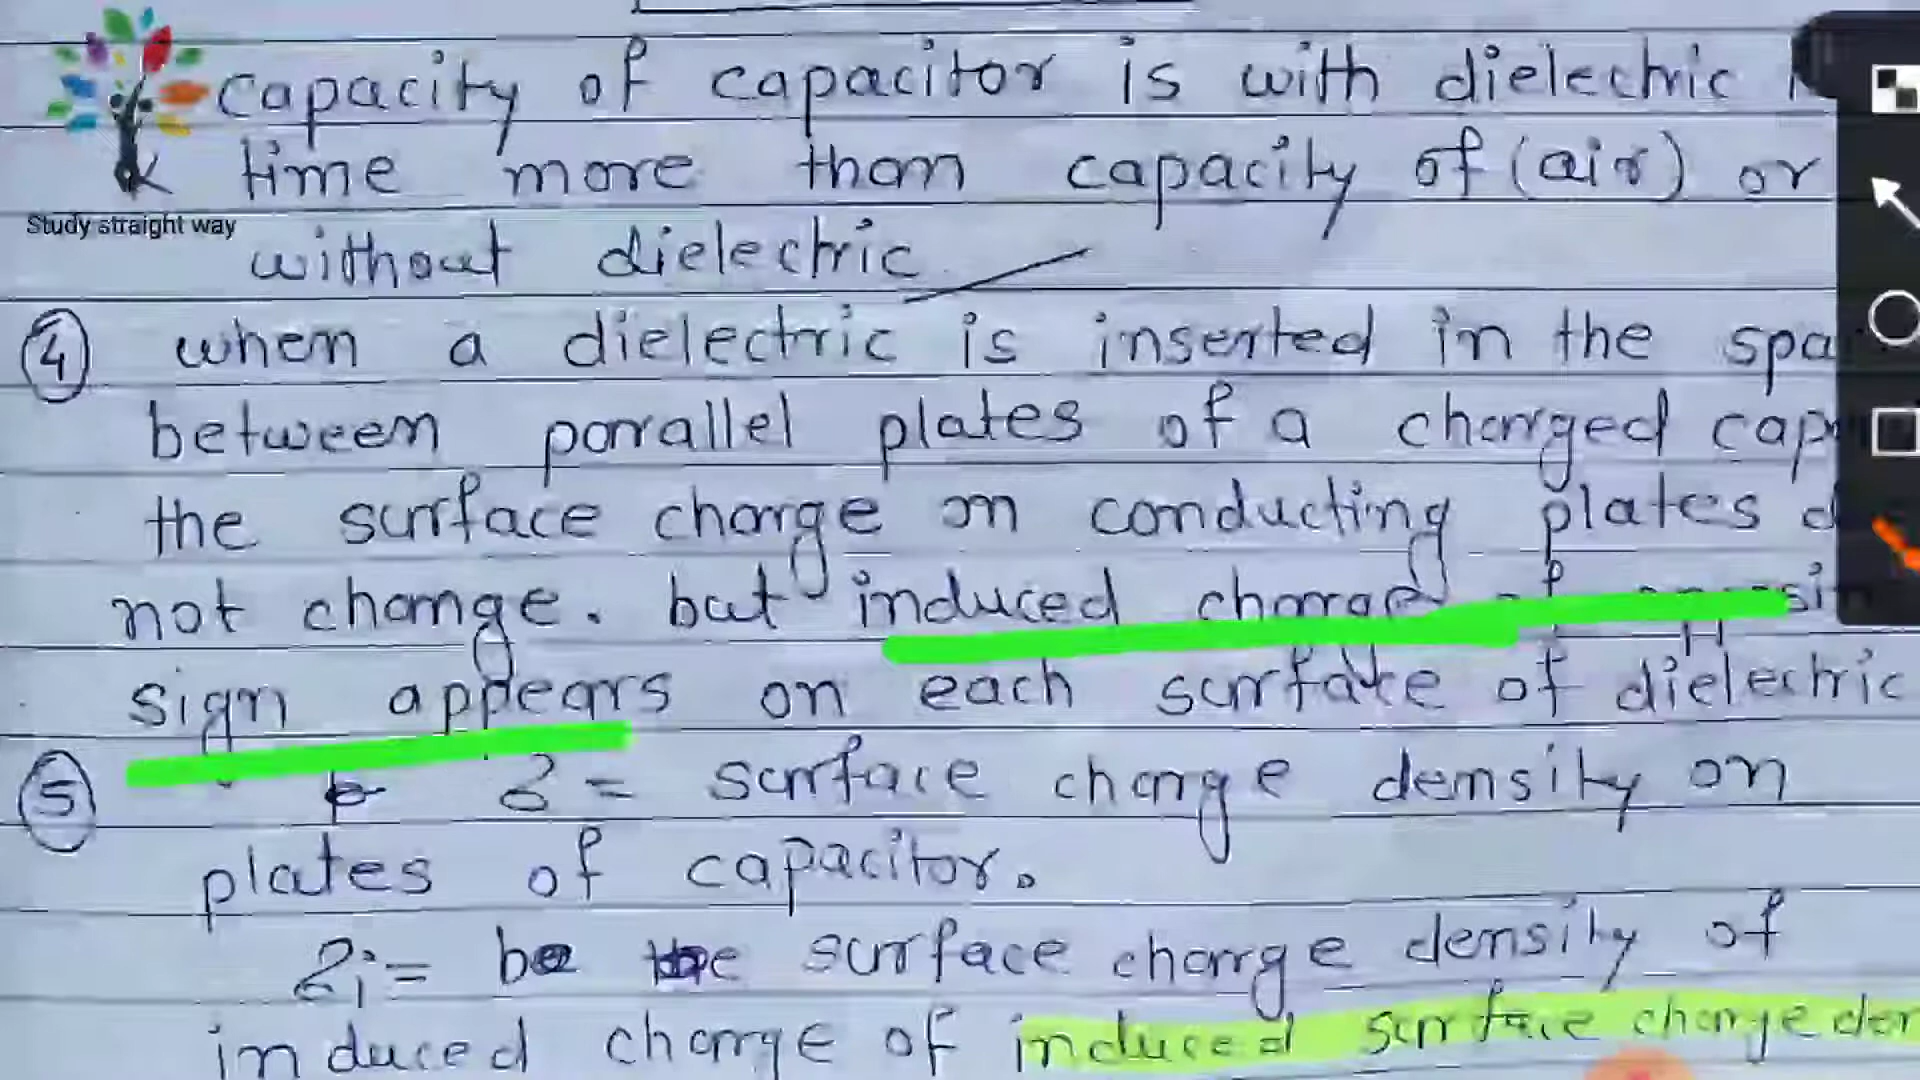 capacity of capacitor is with dielectric
K time more than capacity of (air) or
Study straight way
without dielectric
④ when a dielectric is inserted in the spa
between parallel plates of a charged cap
the surface charge on conducting plates d
not change. but induced charge of
sign appears on each surface of dielectric
⑤ = surface charge density on
plates of capacitor.
= be the surface charge density of
induced charge of induced surface charge den